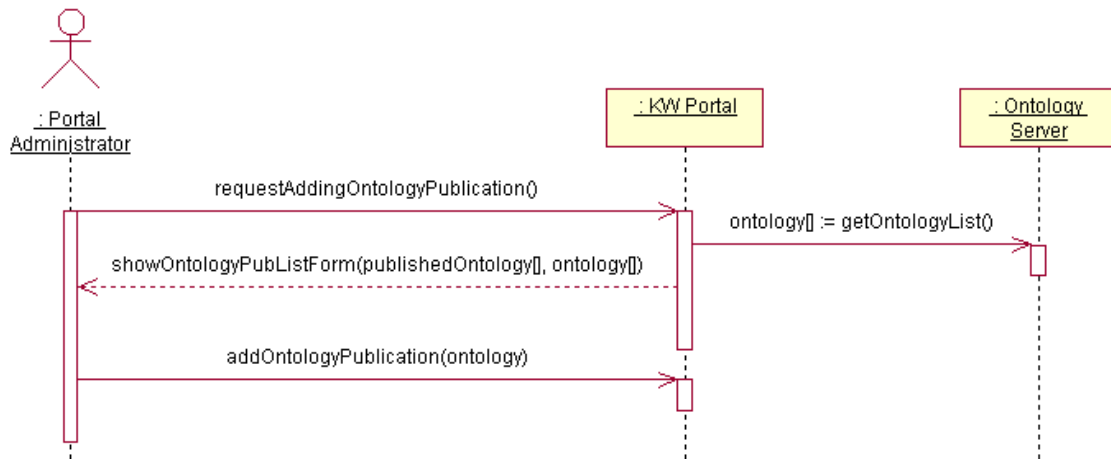 : Portal
Administrator
: KW Portal
: Ontology
Server
requestAddingOntologyPublication()
ontology[] := getOntologyList()
showOntologyPubListForm(publishedOntology[], ontology[])
addOntologyPublication(ontology)